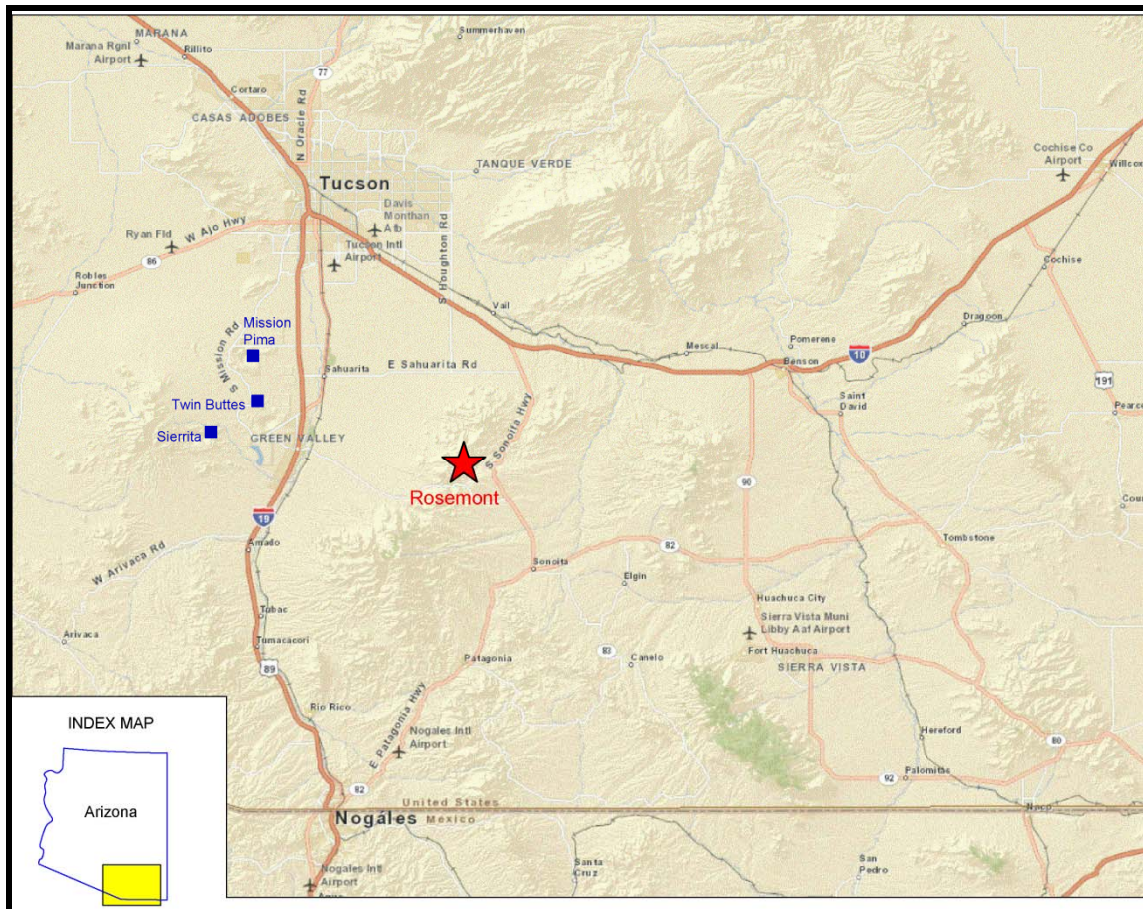 MARANA
Summerhaven
Marana Rgnl
Airport
Rillito
77
Cortaro
N Oracle Rd
CASAS ADOBES
TANQUE VERDE
Cochise Co
Airport
Willcox
Tucson
Davis
Monthan
Afb
S Houghton Rd
W Ajo Hwy
Ryan Fld
Tucson Intl
Airport
86
Robles
Junction
Cochise
Vail
Dragoon
Mission
Pima
S Mission Rd
Mescal
Pomerene
Benson
10
E Sahuarita Rd
Sahuarita
191
Saint
David
Pearce
Twin Buttes
Sierrita
GREEN VALLEY
S Sonoita Hwy
Rosemont
90
19
Amado
W Arivaca Rd
82
Tombstone
Sonoita
Elgin
Huachuca City
Tubac
Sierra Vista Muni
Libby Aaf Airport
Arivaca
Tumacacori
83
Fort Huachuca
Canelo
Patagonia
SIERRA VISTA
89
Rio Rico
E Patagonia Hwy
Nogales Intl
Airport
Hereford
80
INDEX MAP
Arizona
82
92
Palominas
United States
Mexico
Naco
Nogáles
Nogales Intl
Airport
Santa
Cruz
San
Pedro